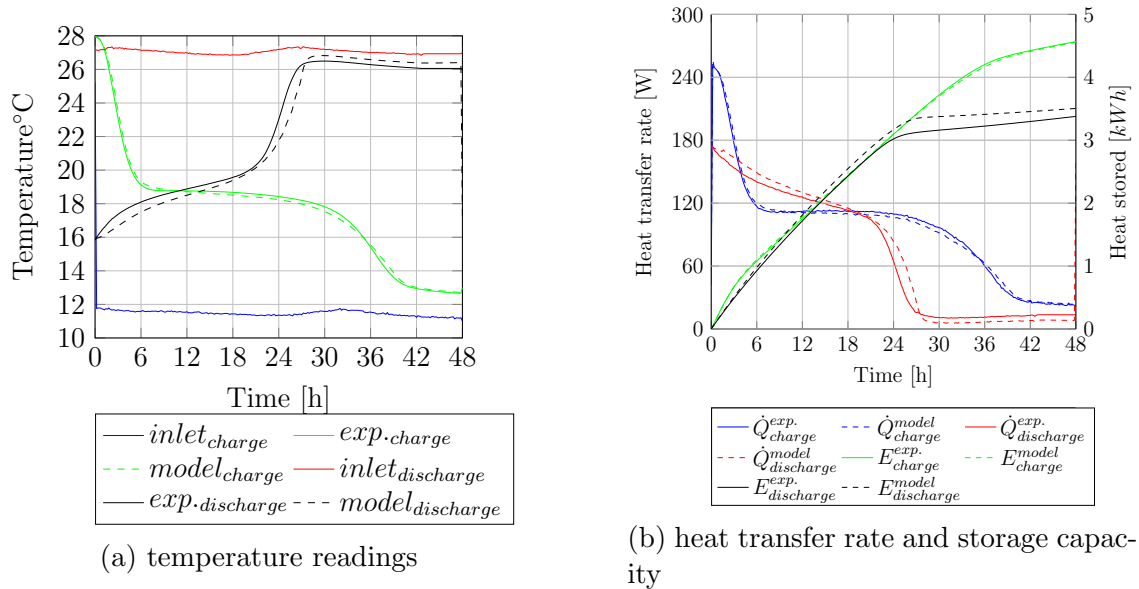 28
26
24
22
20
18
16
14
12
10
0 6 12 18 24 30 36 42 48
Temperature°C
Time [h]
inlet_charge exp._charge
model_charge inlet_discharge
exp._discharge model_discharge
(a) temperature readings
300
240
180
120
60
0
0 6 12 18 24 30 36 42 48
5
4
3
2
1
0
Heat transfer rate [W]
Heat stored [kWh]
Time [h]
Q̇^exp._charge Q̇^model_charge Q̇^exp._discharge
Q̇^model_discharge E^exp._charge E^model_charge
E^exp._discharge E^model_discharge
(b) heat transfer rate and storage capac-
ity